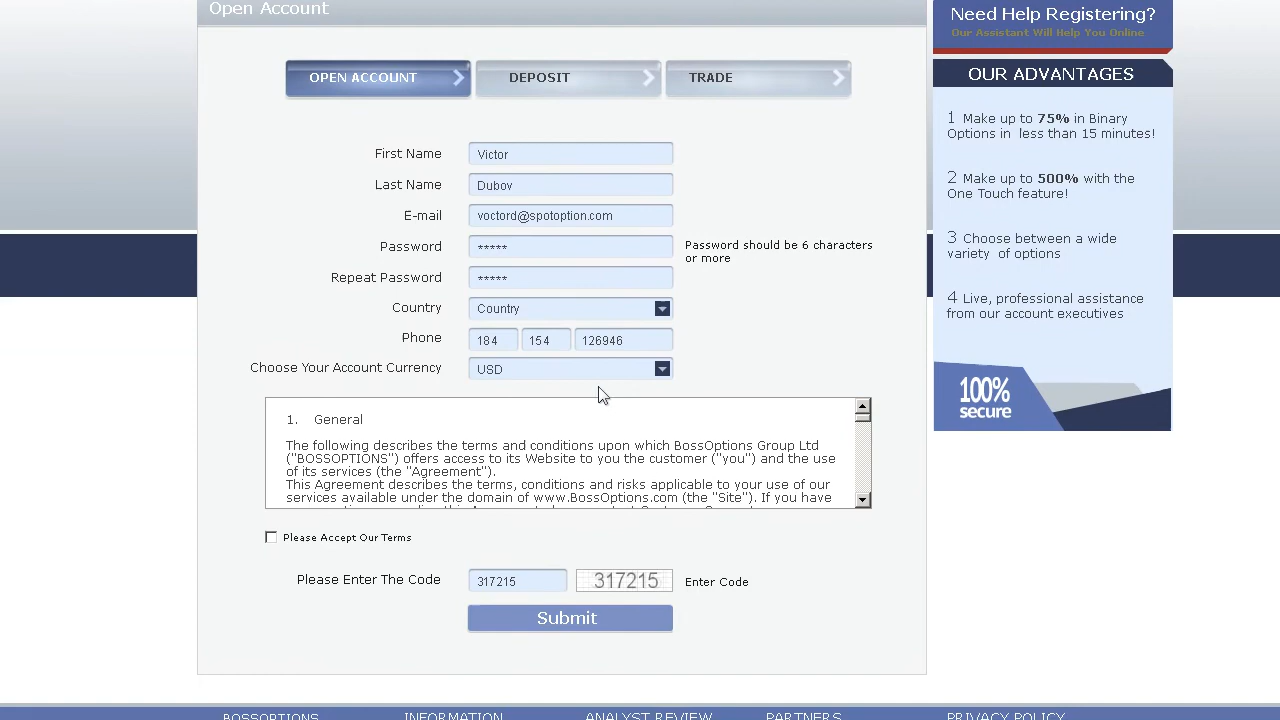 Open Account
Need Help Registering?
Our Assistant Will Help You Online
OPEN ACCOUNT
DEPOSIT
TRADE
OUR ADVANTAGES
1 Make up to 75% in Binary
Options in less than 15 minutes!
2 Make up to 500% with the
One Touch feature!
3 Choose between a wide
variety of options
4 Live, professional assistance
from our account executives
100%
secure
First Name
Victor
Last Name
Dubov
E-mail
voctord@spotoption.com
Password
*****
Password should be 6 characters
or more
Repeat Password
*****
Country
Country
Phone
184 154 126946
Choose Your Account Currency
USD
1. General
The following describes the terms and conditions upon which BossOptions Group Ltd
("BOSSOPTIONS") offers access to its Website to you the customer ("you") and the use
of its services (the "Agreement").
This Agreement describes the terms, conditions and risks applicable to your use of our
services available under the domain of www.BossOptions.com (the "Site"). If you have
Please Accept Our Terms
Please Enter The Code
317215
317215
Enter Code
Submit
BOSSOPTIONS
INFORMATION
ANALYST REVIEW
PARTNERS
PRIVACY POLICY